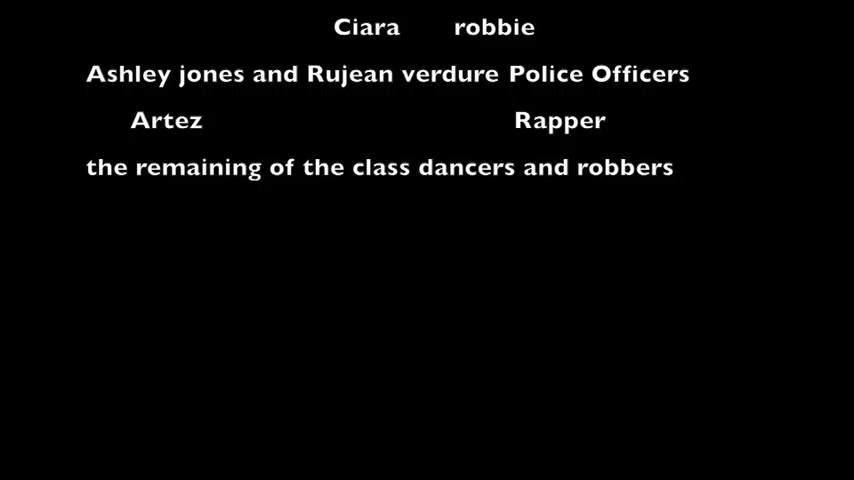 Ciara robbie
Ashley jones and Rujean verdure Police Officers
Artez Rapper
the remaining of the class dancers and robbers